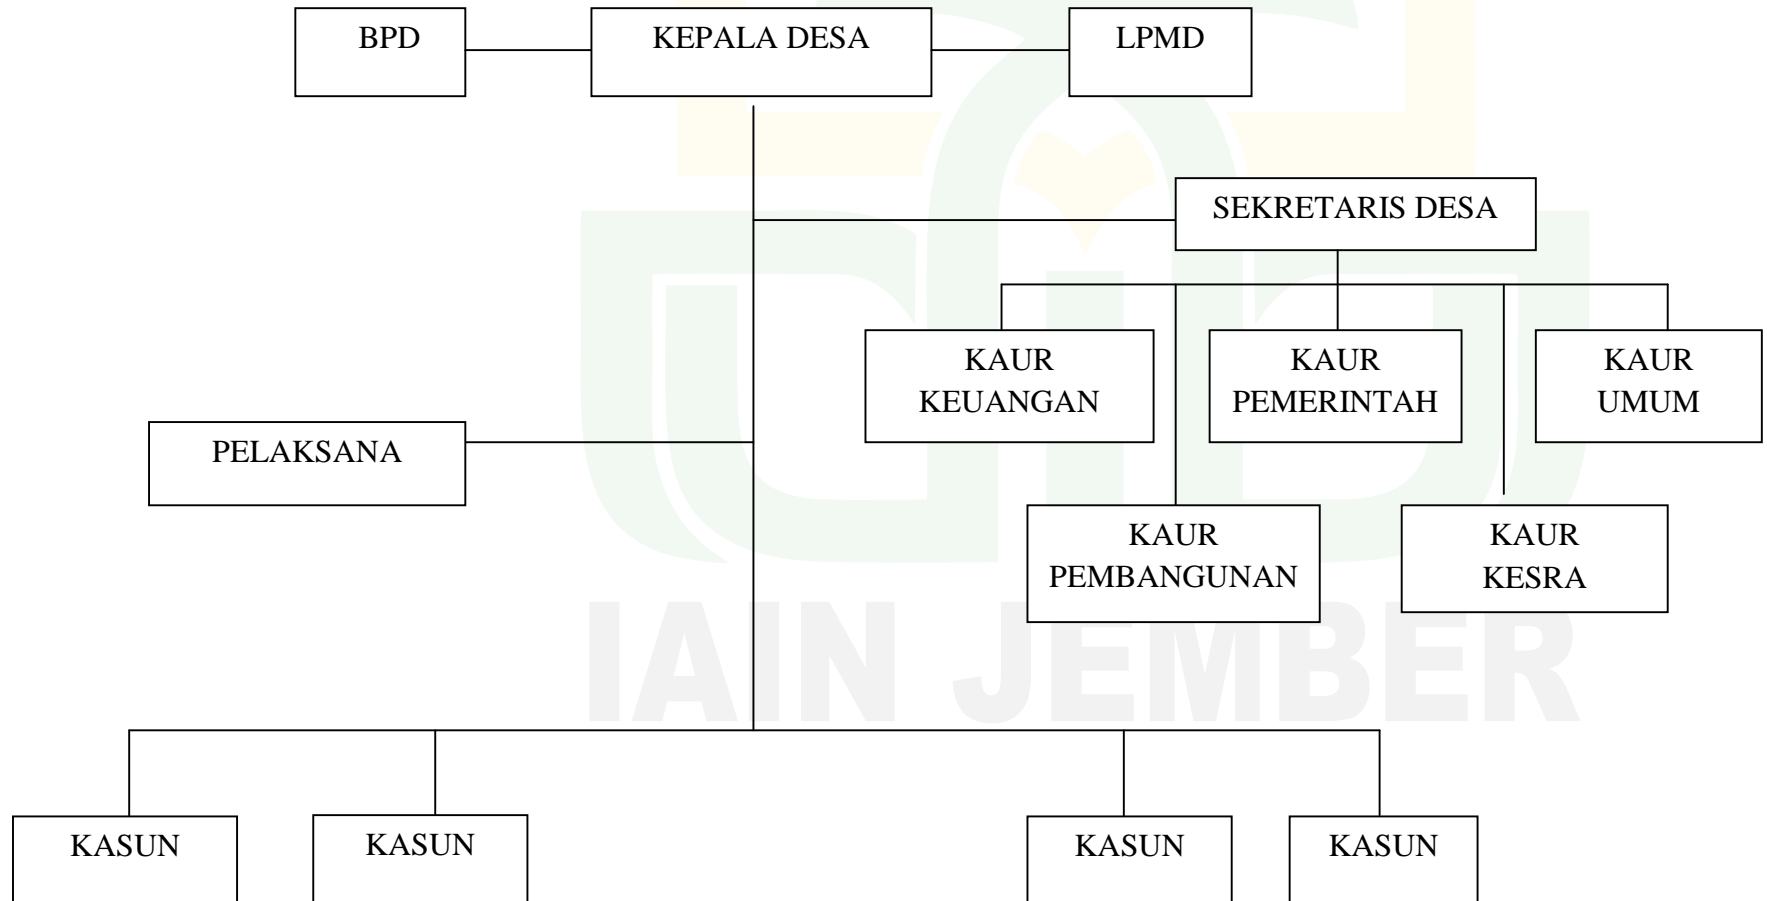 BPD
KEPALA DESA
LPMD
SEKRETARIS DESA
KAUR
KEUANGAN
KAUR
PEMERINTAH
KAUR
UMUM
PELAKSANA
KAUR
PEMBANGUNAN
KAUR
KESRA
IAIN JEMBER
KASUN
KASUN
KASUN
KASUN